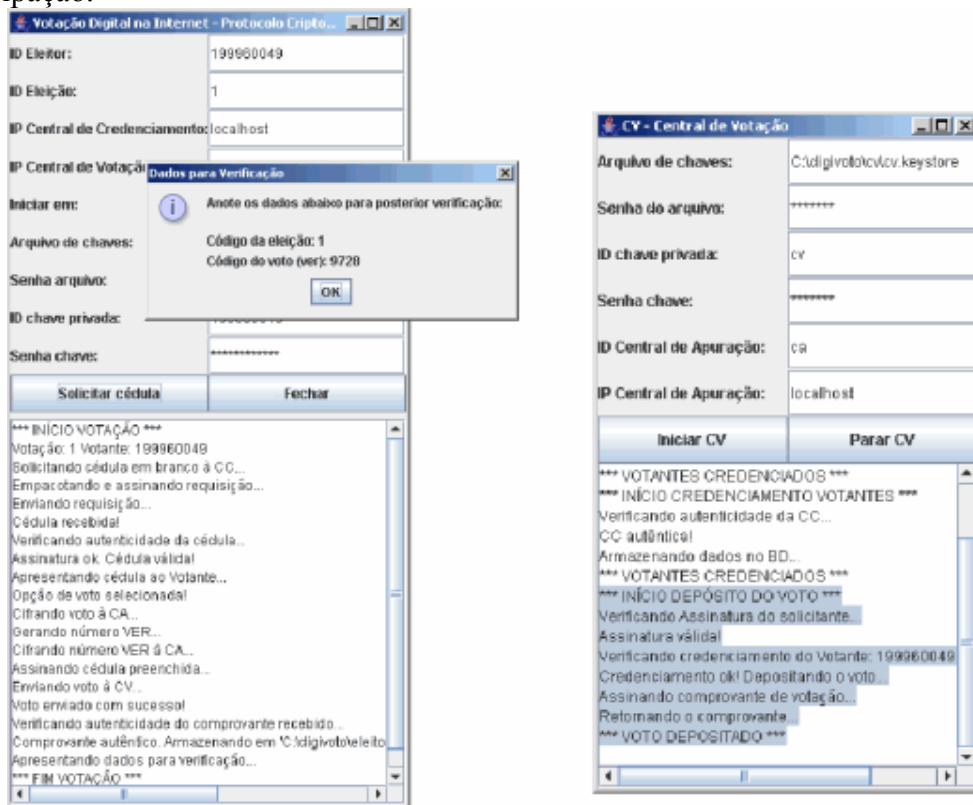 ipação.
Votação Digital na Internet - Protocolo Cripto...
ID Eleitor:
199960049
ID Eleição:
1
IP Central de Credenciamento:
localhost
IP Central de Votaçã
Iniciar em:
Arquivo de chaves:
Senha arquivo:
ID chave privada:
Senha chave:
************
Solicitar cédula
Fechar
Dados para Verificação
Anote os dados abaixo para posterior verificação:
Código da eleição: 1
Código do voto (ver): 9728
OK
*** INÍCIO VOTAÇÃO ***
Votação: 1 Votante: 199960049
Solicitando cédula em branco à CC...
Empacotando e assinando requisição...
Enviando requisição...
Cédula recebida!
Verificando autenticidade da cédula...
Assinatura ok. Cédula válida!
Apresentando cédula ao Votante...
Opção de voto selecionada!
Cifrando voto à CA...
Gerando número VER...
Cifrando número VER à CA...
Assinando cédula preenchida...
Enviando voto à CV...
Voto enviado com sucesso!
Verificando autenticidade do comprovante recebido...
Comprovante autêntico. Armazenando em 'C:\digivoto\eleito
Apresentando dados para verificação...
*** FIM VOTAÇÃO ***
CV - Central de Votação
Arquivo de chaves:
C:\digivoto\cv\cv.keystore
Senha do arquivo:
*******
ID chave privada:
cv
Senha chave:
*******
ID Central de Apuração:
ca
IP Central de Apuração:
localhost
Iniciar CV
Parar CV
*** VOTANTES CREDENCIADOS ***
*** INÍCIO CREDENCIAMENTO VOTANTES ***
Verificando autenticidade da CC...
CC autêntica!
Armazenando dados no BD...
*** VOTANTES CREDENCIADOS ***
*** INÍCIO DEPÓSITO DO VOTO ***
Verificando Assinatura do solicitante...
Assinatura válida!
Verificando credenciamento do Votante: 199960049
Credenciamento ok! Depositando o voto...
Assinando comprovante de votação...
Retornando o comprovante...
*** VOTO DEPOSITADO ***